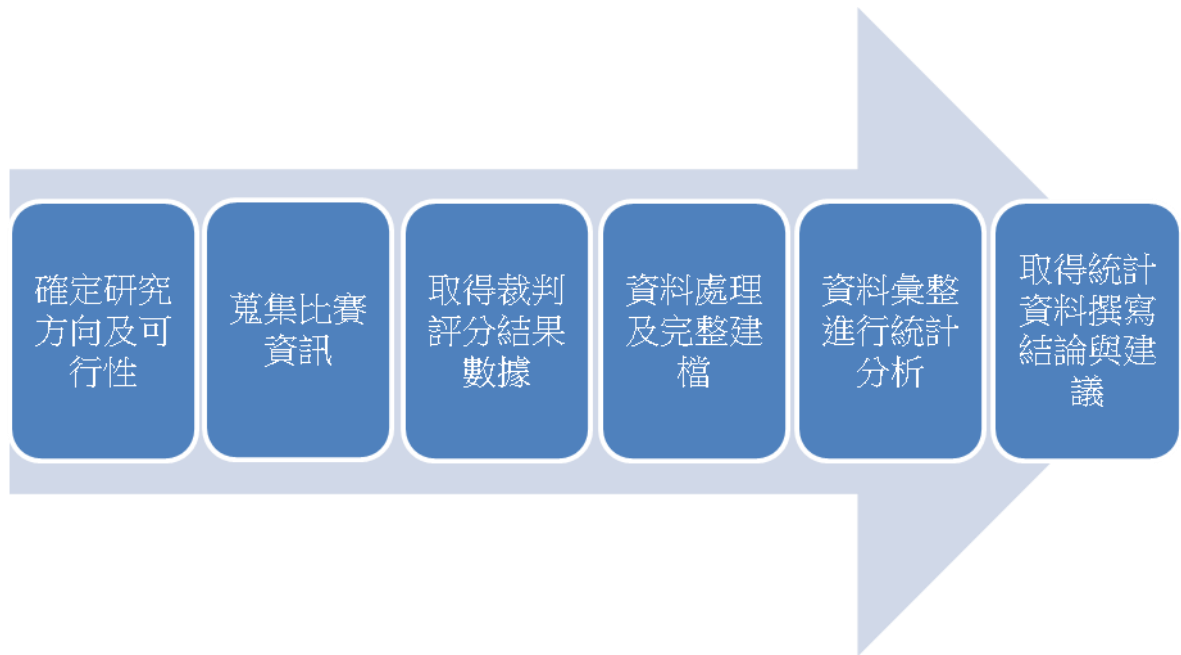 確定研究
方向及可
行性
蒐集比賽
資訊
取得裁判
評分結果
數據
資料處理
及完整建
檔
資料彙整
進行統計
分析
取得統計
資料撰寫
結論與建
議